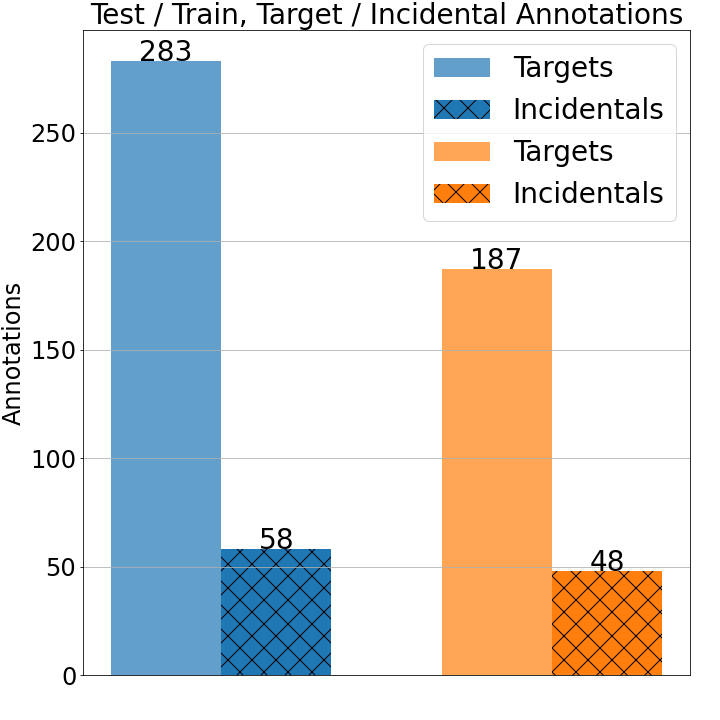 Test / Train, Target / Incidental Annotations
283
Targets
Incidentals
Targets
Incidentals
250
200
187
150
Annotations
100
58
50
48
0